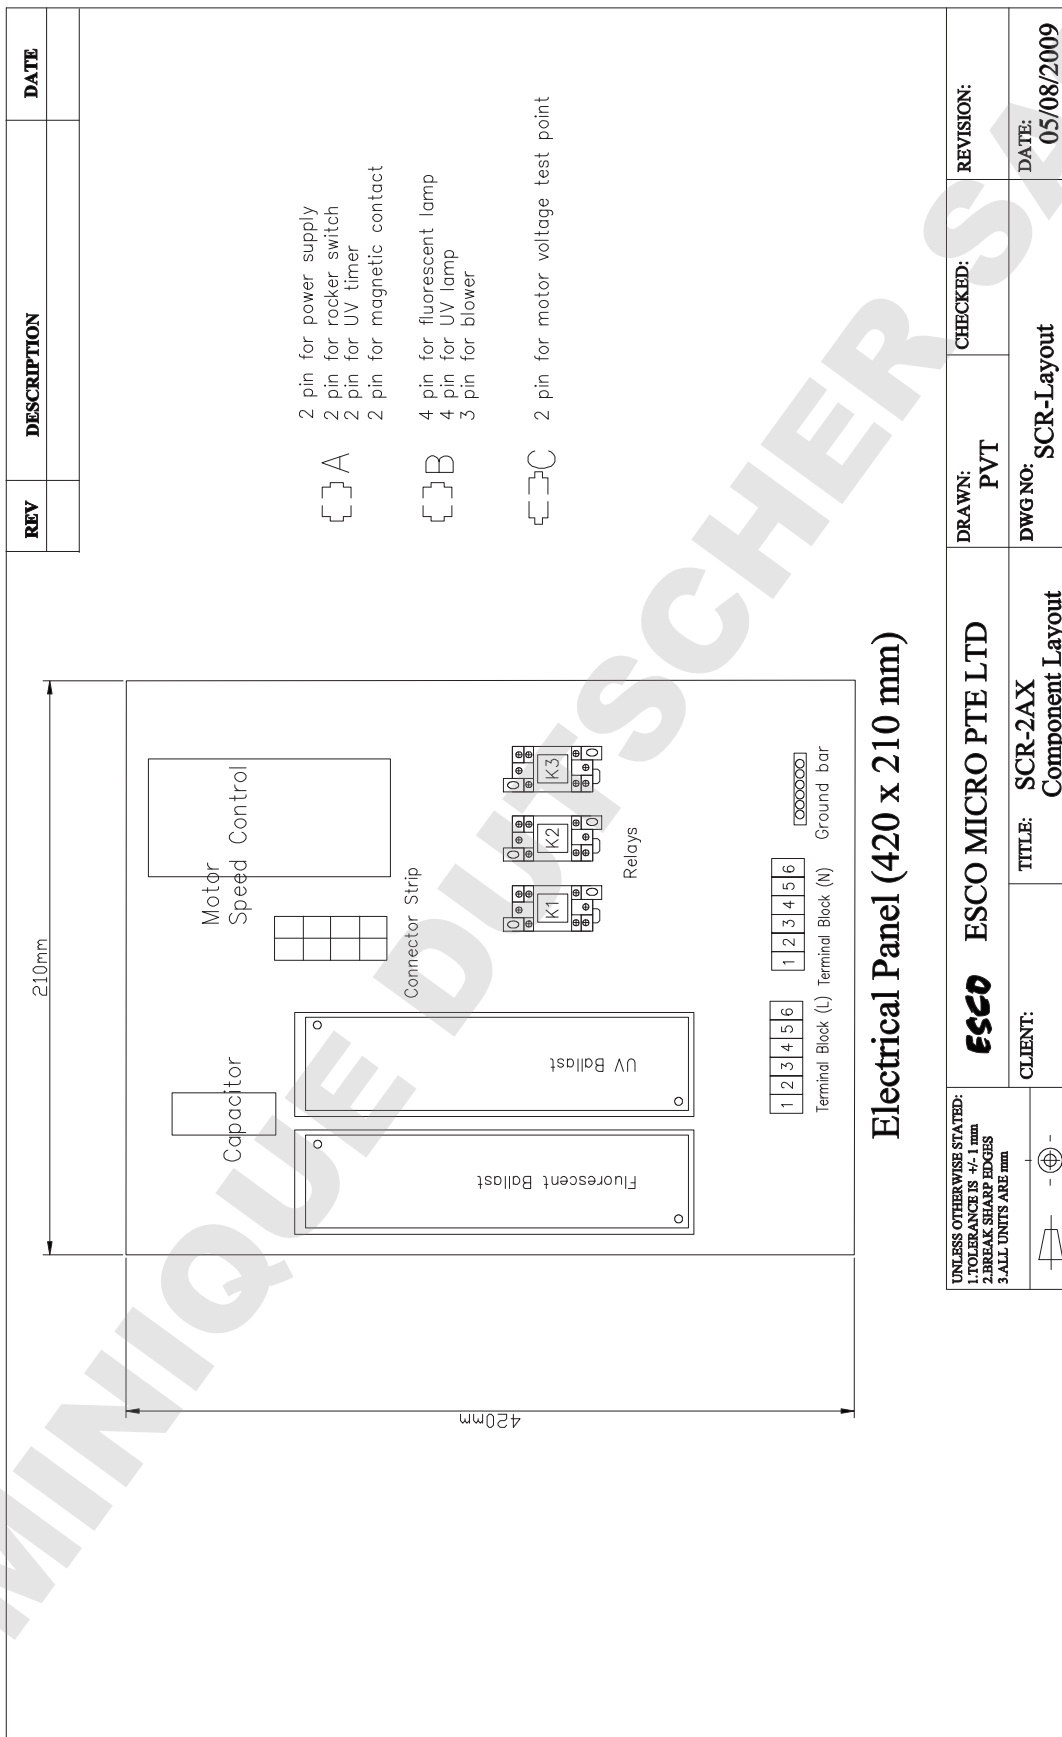 REV DESCRIPTION DATE
210mm
420mm
Capacitor
Motor
Speed Control
Connector Strip
Fluorescent Ballast
UV Ballast
K1 K2 K3
Relays
1 2 3 4 5 6
Terminal Block (L)
1 2 3 4 5 6
Terminal Block (N)
Ground bar
Electrical Panel (420 x 210 mm)
A
2 pin for power supply
2 pin for rocker switch
2 pin for UV timer
2 pin for magnetic contact
B
4 pin for fluorescent lamp
4 pin for UV lamp
3 pin for blower
C
2 pin for motor voltage test point
UNLESS OTHERWISE STATED:
1.TOLERANCE IS +/- 1 mm
2.BREAK SHARP EDGES
3.ALL UNITS ARE mm
ESCO ESCO MICRO PTE LTD
CLIENT:
TITLE: SCR-2AX
Component Layout
DRAWN:
PVT
CHECKED:
REVISION:
DWG NO:
SCR-Layout
DATE:
05/08/2009
MINIQUE DUTSCHER SA